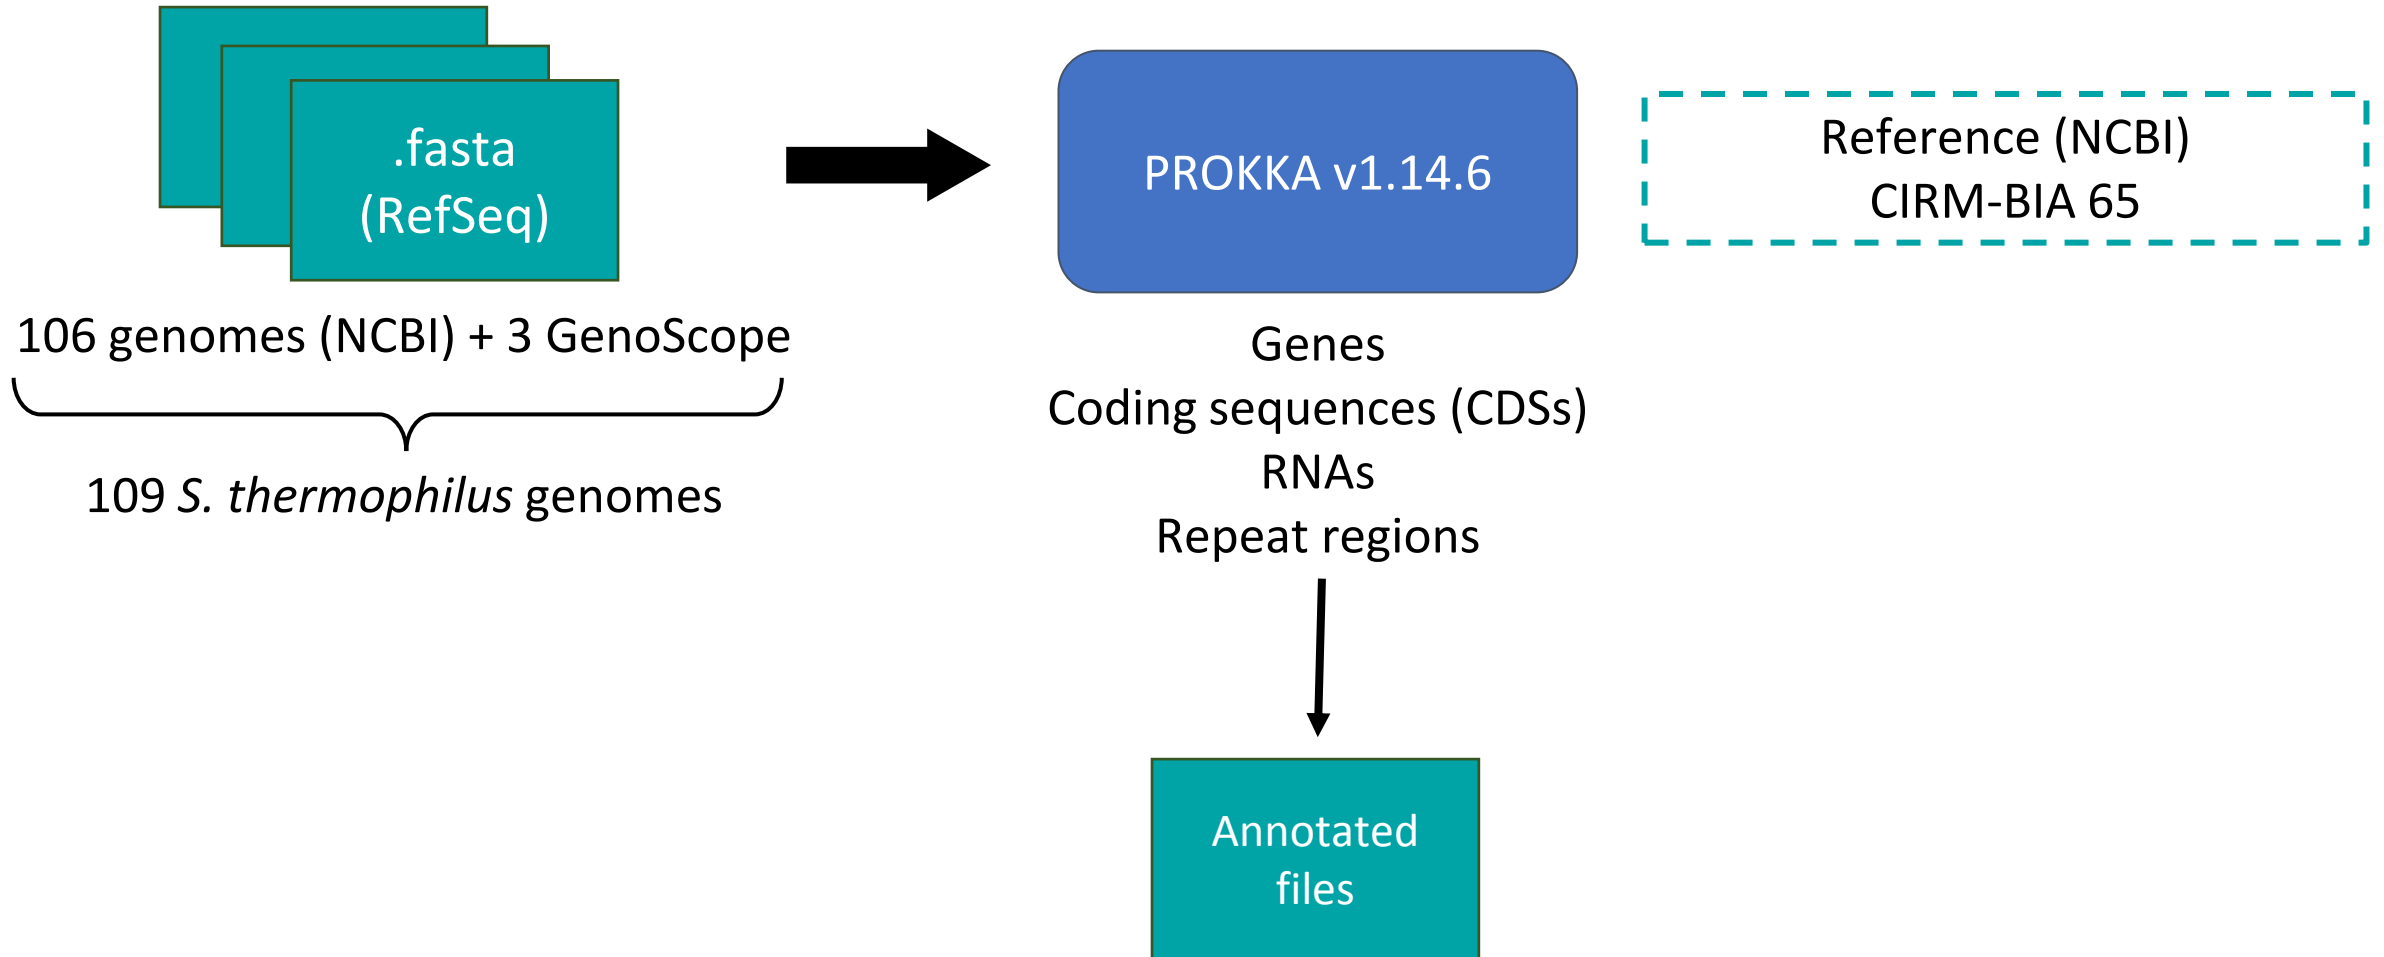 .fasta
(RefSeq)
106 genomes (NCBI) + 3 GenoScope
109 S. thermophilus genomes
PROKKA v1.14.6
Genes
Coding sequences (CDSs)
RNAs
Repeat regions
Annotated
files
Reference (NCBI)
CIRM-BIA 65